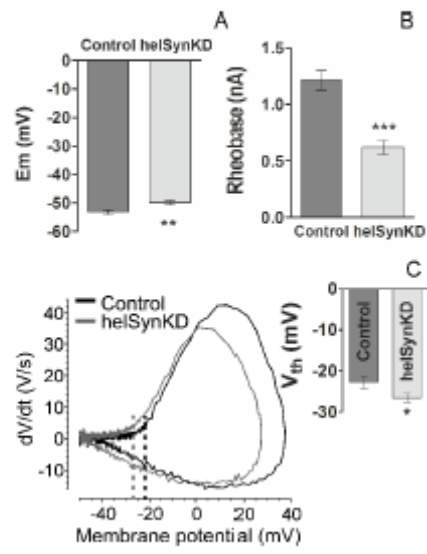 A
Control helSynKD
0
-10
-20
-30
-40
-50
-60
Em (mV)
**
B
1.5
1.0
0.5
0.0
Rheobase (nA)
***
Control helSynKD
C
Control
helSynKD
40
30
20
10
0
-10
dV/dt (V/s)
-40 -20 0 20 40
Membrane potential (mV)
0
-10
-20
-30
Vth (mV)
Control
helSynKD
*